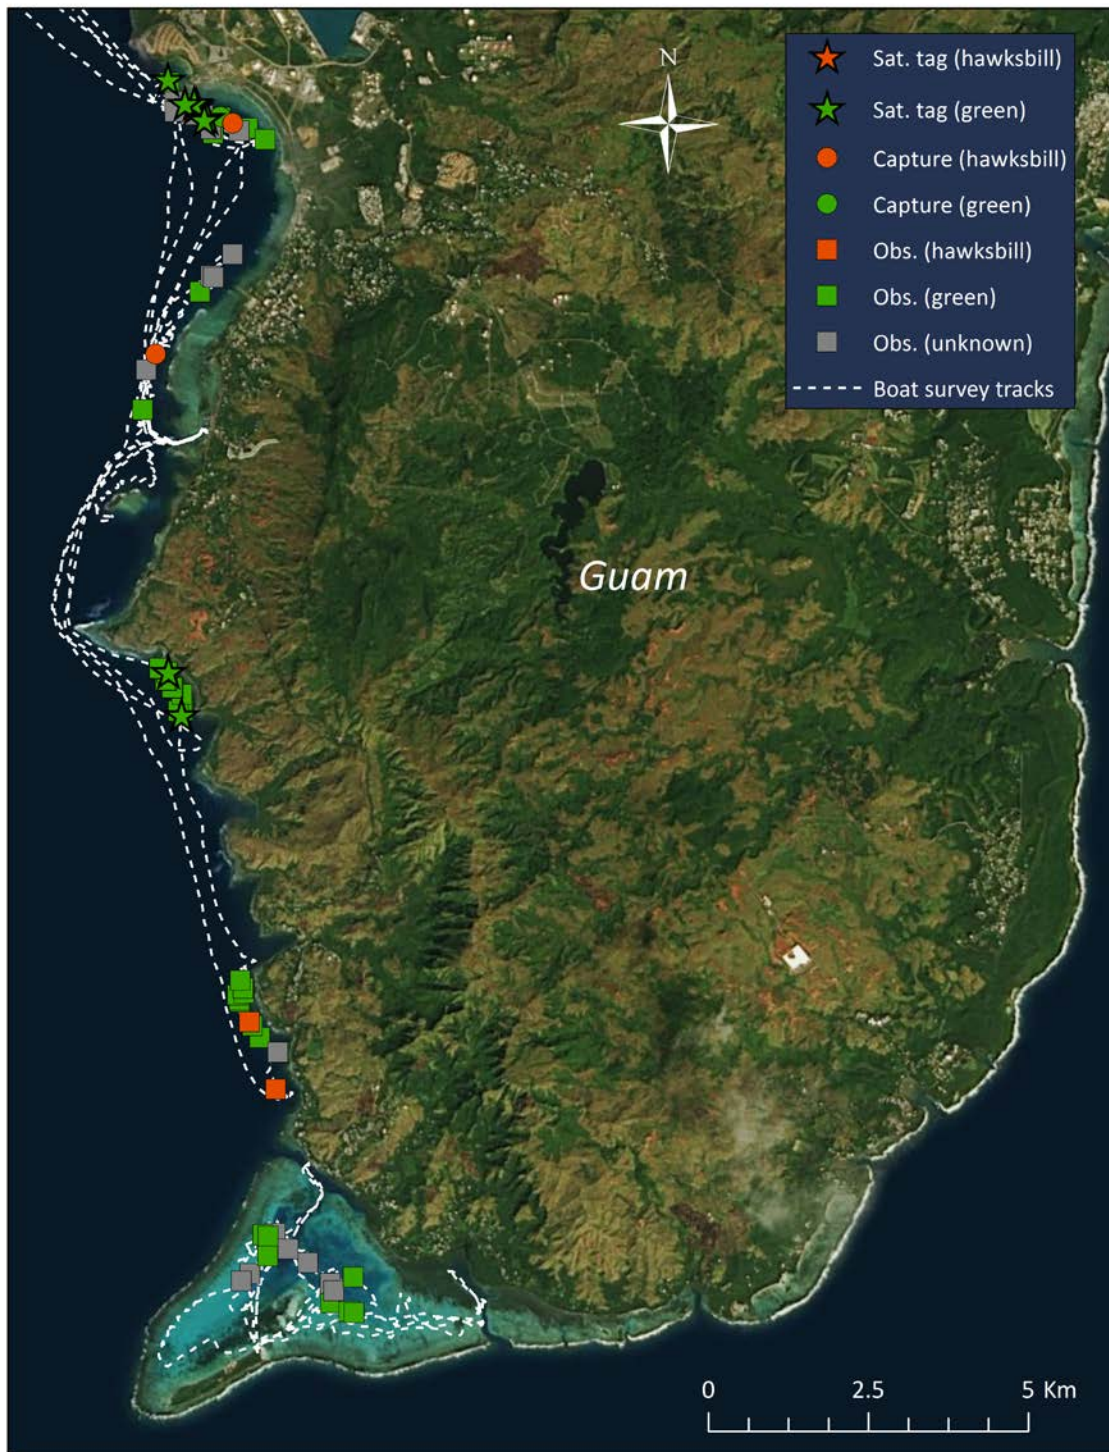 N
Sat. tag (hawksbill)
Sat. tag (green)
Capture (hawksbill)
Capture (green)
Obs. (hawksbill)
Obs. (green)
Obs. (unknown)
Boat survey tracks
Guam
0 2.5 5 Km